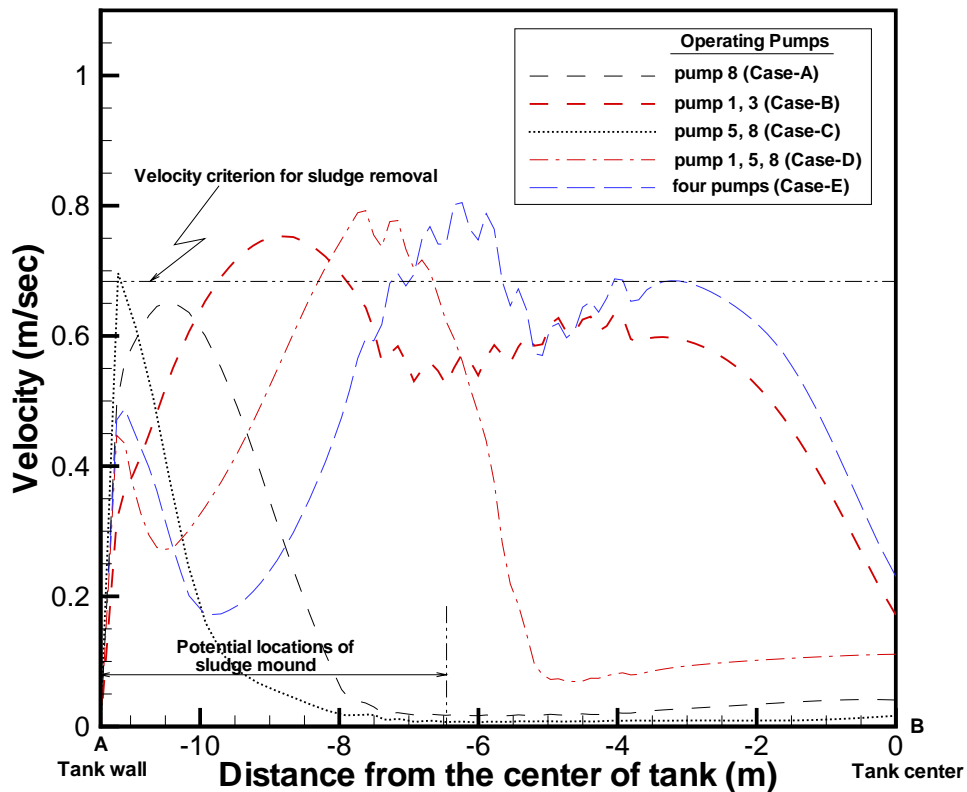 Operating Pumps
pump 8 (Case-A)
pump 1, 3 (Case-B)
pump 5, 8 (Case-C)
pump 1, 5, 8 (Case-D)
four pumps (Case-E)
Velocity criterion for sludge removal
Velocity (m/sec)
1
0.8
0.6
0.4
0.2
0
Potential locations of
sludge mound
A
-10
-8
-6
-4
-2
0
B
Tank wall
Distance from the center of tank (m)
Tank center